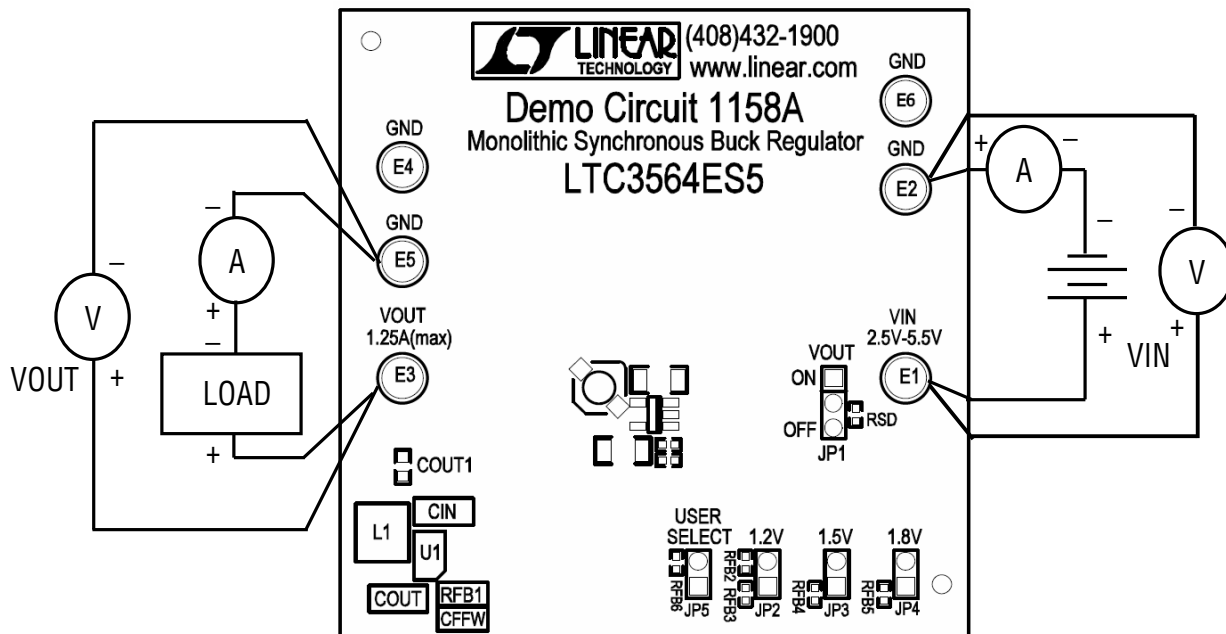 LINEAR
TECHNOLOGY
(408)432-1900
www.linear.com
Demo Circuit 1158A
Monolithic Synchronous Buck Regulator
LTC3564ES5
GND
E4
GND
E5
VOUT
1.25A(max)
E3
GND
E6
GND
E2
VIN
2.5V-5.5V
E1
– A +
– V +
VOUT
– LOAD +
+ A –
–
+
– V +
VIN
VOUT
ON
OFF
RSD
JP1
COUT1
L1
CIN
U1
COUT
RFB1
CFFW
USER
SELECT
RFB6
JP5
1.2V
RFB2
RFB3
JP2
1.5V
RFB4
JP3
1.8V
RFB5
JP4